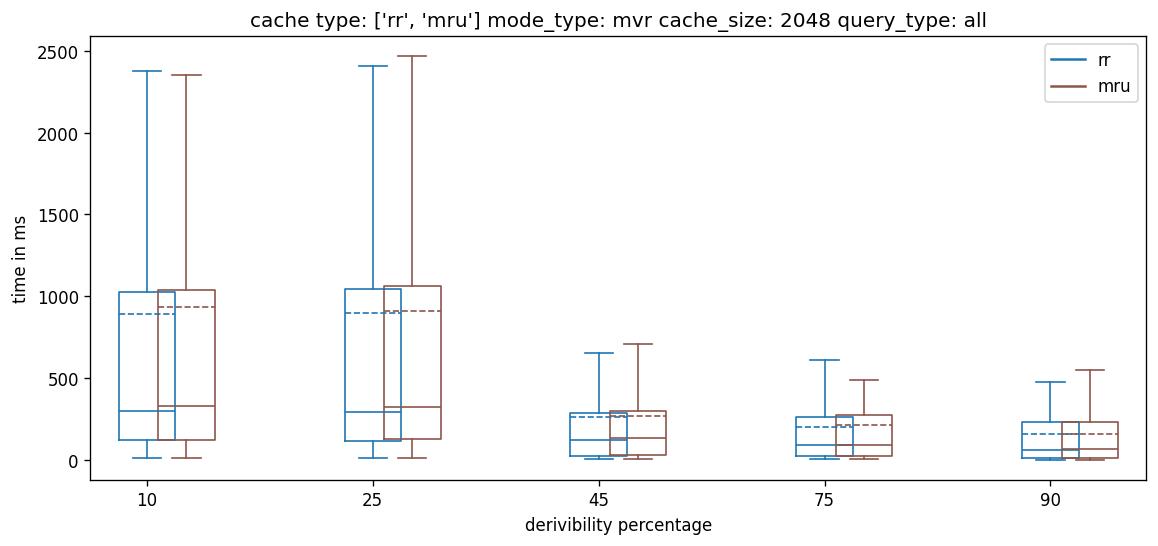 cache type: ['rr', 'mru'] mode_type: mvr cache_size: 2048 query_type: all
rr
mru
time in ms
2500
2000
1500
1000
500
0
10 25 45 75 90
derivibility percentage